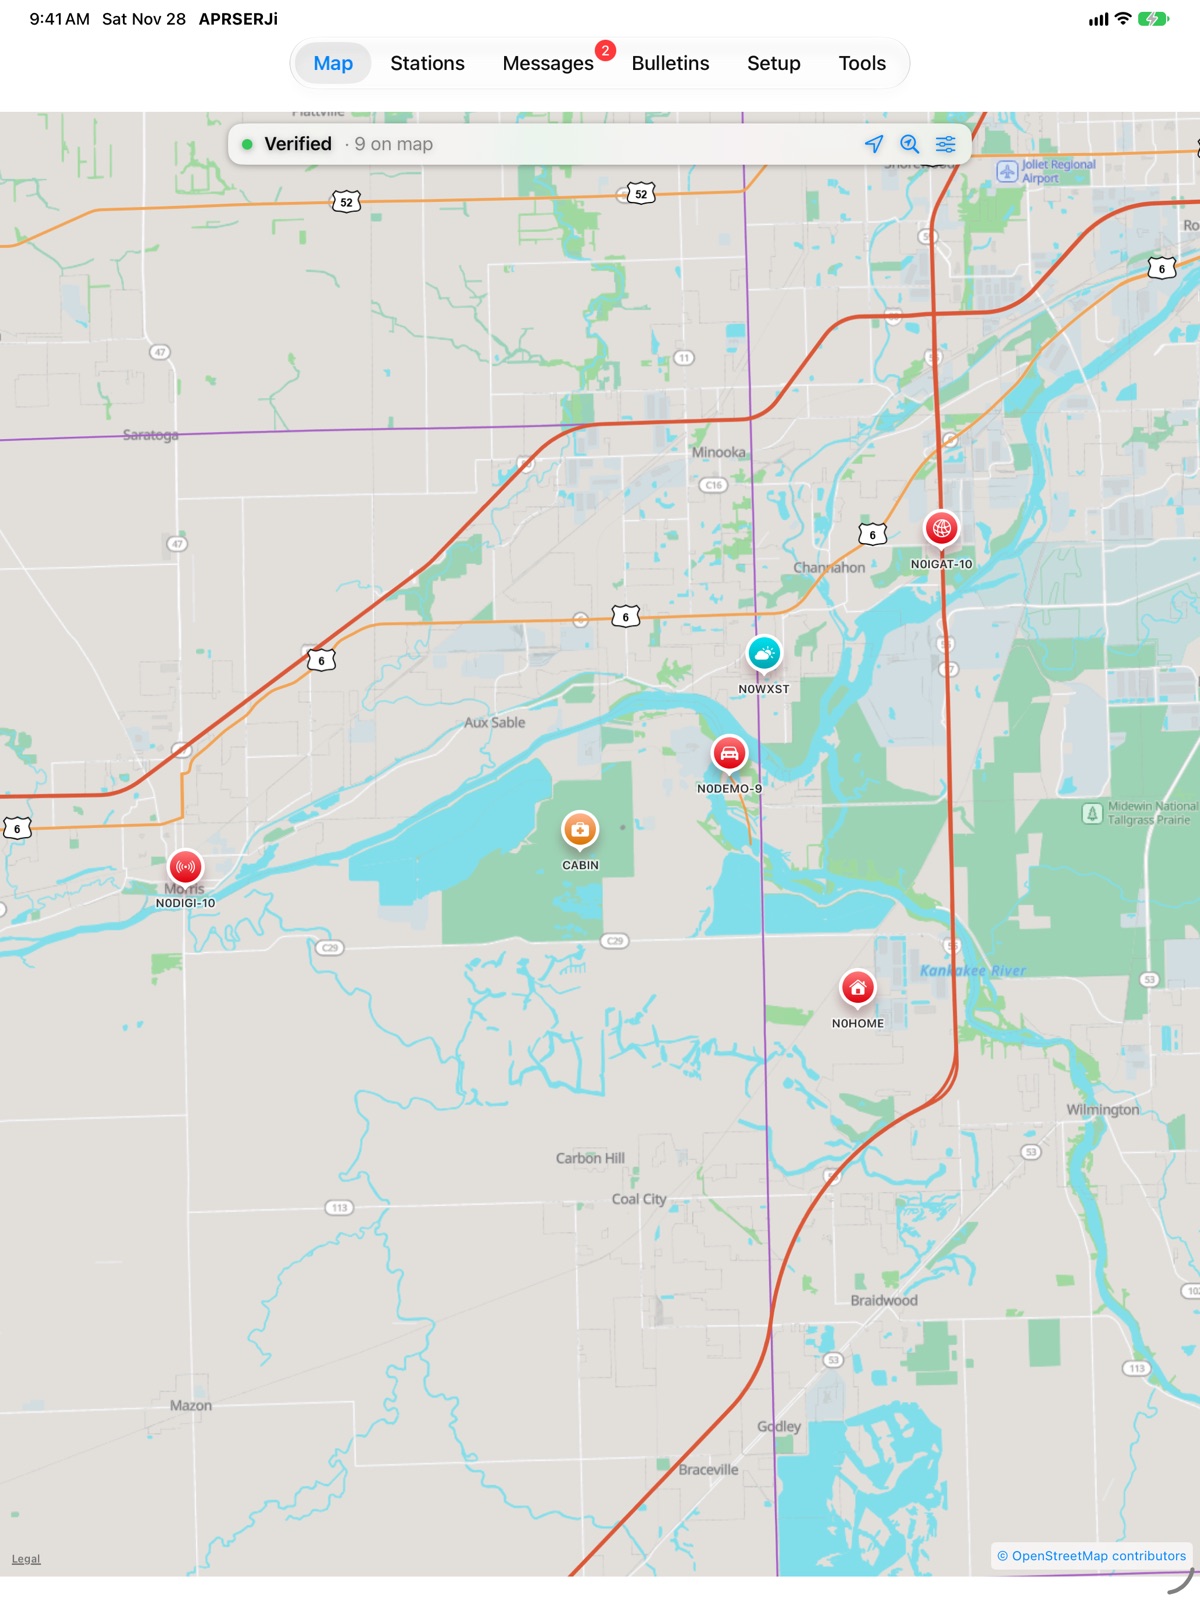 9:41 AM Sat Nov 28 APRSERJi
Map Stations Messages 2 Bulletins Setup Tools
Plattville
Verified · 9 on map
Joliet Regional
Airport
52
52
6
47
11
Saratoga
Minooka
C16
47
6
Channahon
N0IGAT-10
6
6
N0WXST
Aux Sable
N0DEMO-9
Midewin National
Tallgrass Prairie
6
CABIN
Morris
N0DIGI-10
C29
C29
Kankakee River
53
N0HOME
Wilmington
53
Carbon Hill
Coal City
113
Braidwood
53
113
Mazon
Godley
Braceville
Legal
© OpenStreetMap contributors